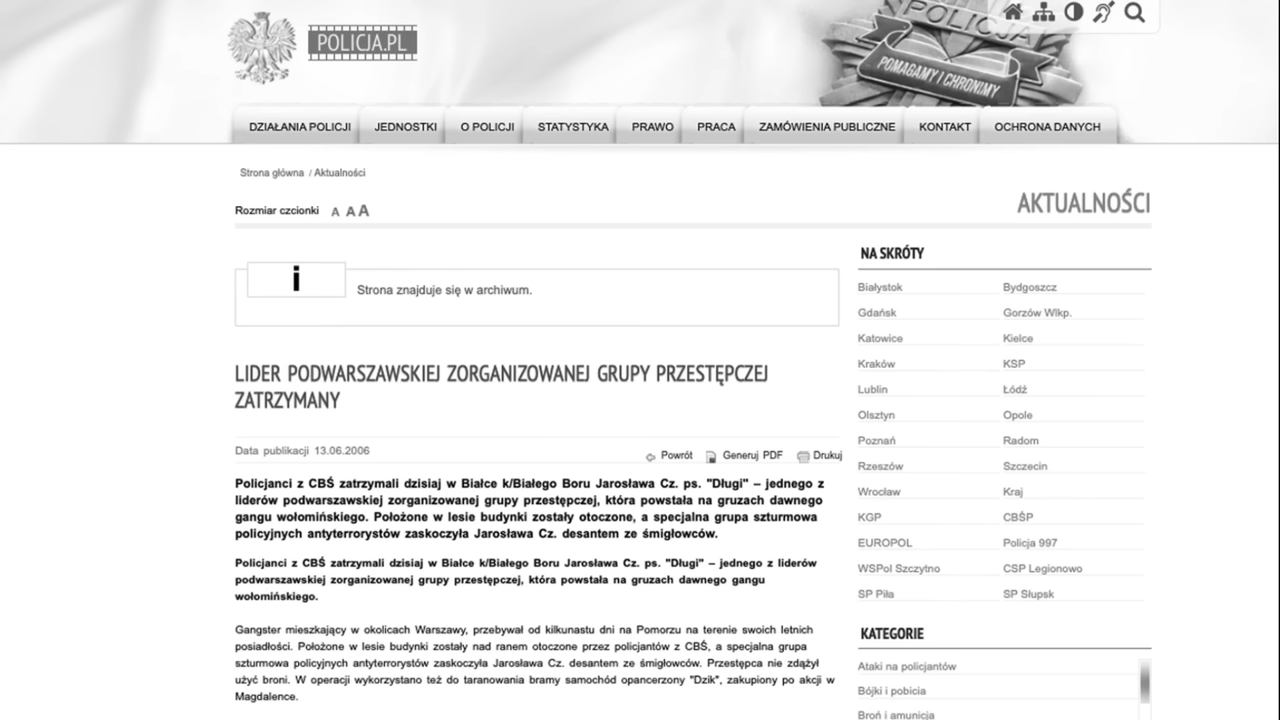 POLICJA.PL
POLICJA
POMAGAMY I CHRONIMY
DZIAŁANIA POLICJI JEDNOSTKI O POLICJI STATYSTYKA PRAWO PRACA ZAMÓWIENIA PUBLICZNE KONTAKT OCHRONA DANYCH
Strona główna / Aktualności
Rozmiar czcionki A A A
AKTUALNOŚCI
i
Strona znajduje się w archiwum.
LIDER PODWARSZAWSKIEJ ZORGANIZOWANEJ GRUPY PRZESTĘPCZEJ
ZATRZYMANY
Data publikacji 13.06.2006
Powrót Generuj PDF Drukuj
Policjanci z CBŚ zatrzymali dzisiaj w Białce k/Białego Boru Jarosława Cz. ps. "Długi" – jednego z
liderów podwarszawskiej zorganizowanej grupy przestępczej, która powstała na gruzach dawnego
gangu wołomińskiego. Położone w lesie budynki zostały otoczone, a specjalna grupa szturmowa
policyjnych antyterrorystów zaskoczyła Jarosława Cz. desantem ze śmigłowców.
Policjanci z CBŚ zatrzymali dzisiaj w Białce k/Białego Boru Jarosława Cz. ps. "Długi" – jednego z liderów
podwarszawskiej zorganizowanej grupy przestępczej, która powstała na gruzach dawnego gangu
wołomińskiego.
Gangster mieszkający w okolicach Warszawy, przebywał od kilkunastu dni na Pomorzu na terenie swoich letnich
posiadłości. Położone w lesie budynki zostały nad ranem otoczone przez policjantów z CBŚ, a specjalna grupa
szturmowa policyjnych antyterrorystów zaskoczyła Jarosława Cz. desantem ze śmigłowców. Przestępca nie zdążył
użyć broni. W operacji wykorzystano też do taranowania bramy samochód opancerzony "Dzik", zakupiony po akcji w
Magdalence.
NA SKRÓTY
Białystok Bydgoszcz
Gdańsk Gorzów Wlkp.
Katowice Kielce
Kraków KSP
Lublin Łódź
Olsztyn Opole
Poznań Radom
Rzeszów Szczecin
Wrocław Kraj
KGP CBŚP
EUROPOL Policja 997
WSPol Szczytno CSP Legionowo
SP Piła SP Słupsk
KATEGORIE
Ataki na policjantów
Bójki i pobicia
Broń i amunicja